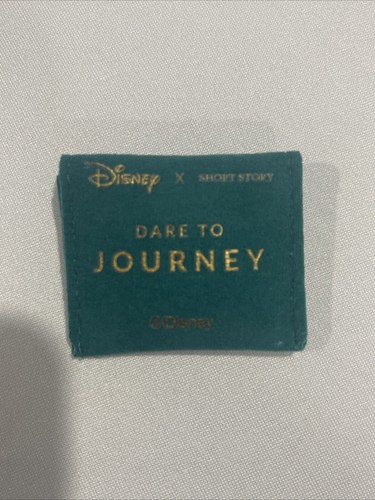 Disney X SHORT STORY
DARE TO
JOURNEY
©Disney